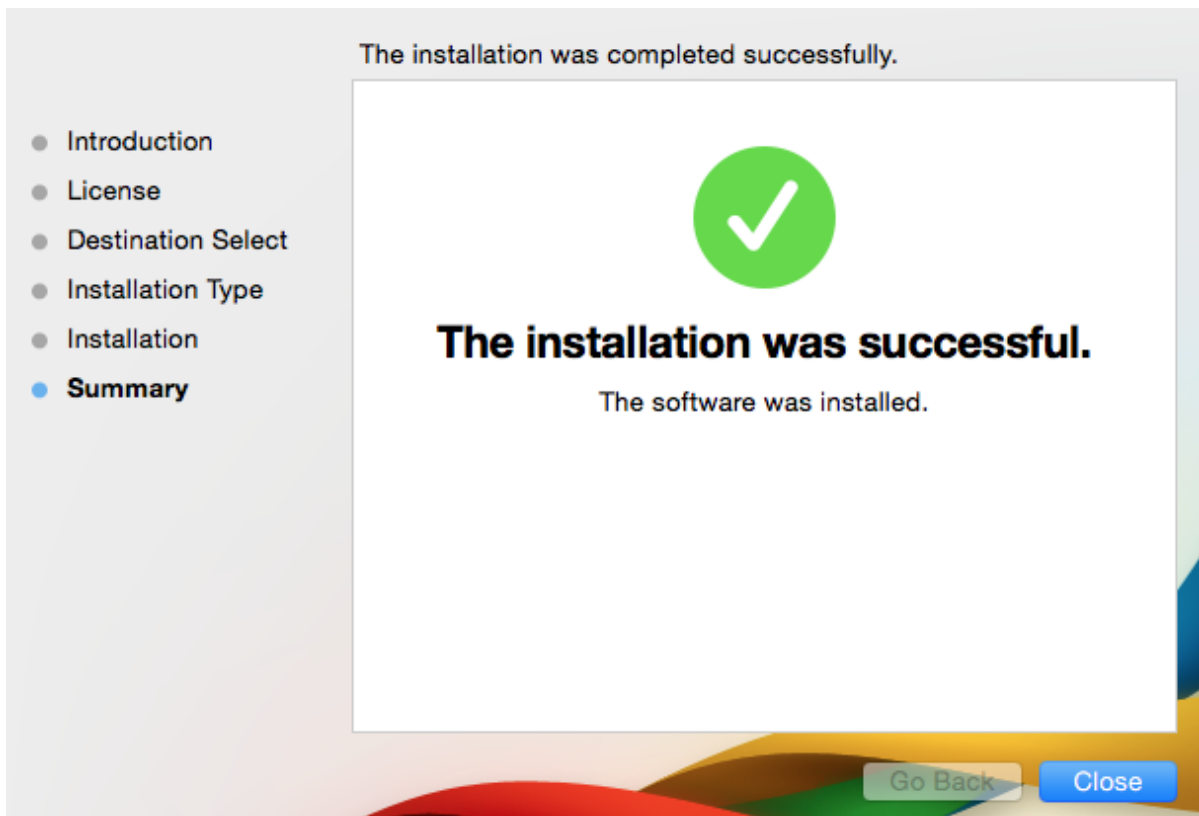 The installation was completed successfully.
Introduction
License
Destination Select
Installation Type
Installation
Summary
The installation was successful.
The software was installed.
Go Back
Close